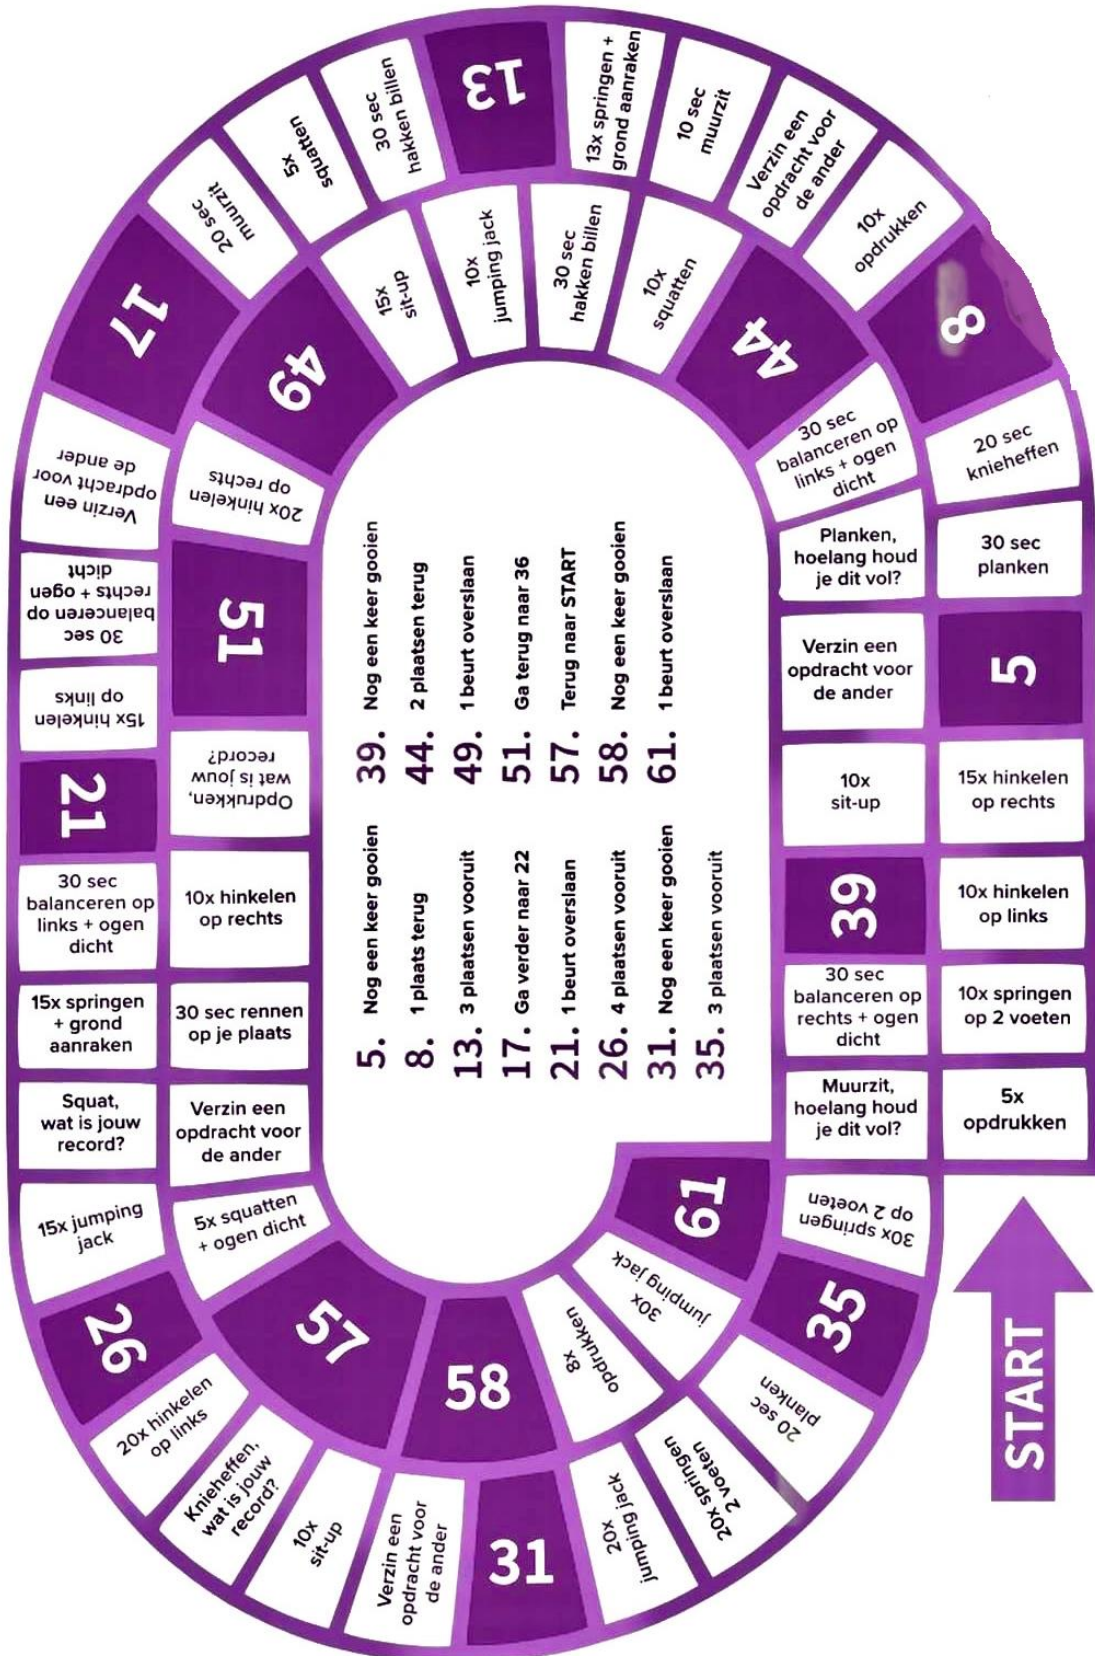 START
5x
opdrukken
10x springen
op 2 voeten
10x hinkelen
op links
15x hinkelen
op rechts
5
30 sec
planken
20 sec
knieheffen
8
10x
opdrukken
Verzin een
opdracht voor
de ander
10 sec
muurzit
13x springen +
grond aanraken
13
30 sec
hakken billen
5x
squatten
20 sec
muurzit
17
Verzin een
opdracht voor
de ander
30 sec
balanceren op
rechts + ogen
dicht
15x hinkelen
op links
21
30 sec
balanceren op
links + ogen
dicht
15x springen
+ grond
aanraken
Squat,
wat is jouw
record?
15x jumping
jack
26
20x hinkelen
op links
Knieheffen,
wat is jouw
record?
10x
sit-up
Verzin een
opdracht voor
de ander
31
20x
jumping jack
20x springen
2 voeten
20 sec
planken
35
30x springen
op 2 voeten
Muurzit,
hoelang houd
je dit vol?
30 sec
balanceren op
rechts + ogen
dicht
39
10x
sit-up
Verzin een
opdracht voor
de ander
Planken,
hoelang houd
je dit vol?
30 sec
balanceren op
links + ogen
dicht
44
10x
squatten
30 sec
hakken billen
10x
jumping jack
15x
sit-up
49
20x hinkelen
op rechts
51
Opdrukken,
wat is jouw
record?
10x hinkelen
op rechts
30 sec rennen
op je plaats
Verzin een
opdracht voor
de ander
5x squatten
+ ogen dicht
57
58
8x
opdrukken
30x
jumping jack
61
5. Nog een keer gooien
8. 1 plaats terug
13. 3 plaatsen vooruit
17. Ga verder naar 22
21. 1 beurt overslaan
26. 4 plaatsen vooruit
31. Nog een keer gooien
35. 3 plaatsen vooruit
39. Nog een keer gooien
44. 2 plaatsen terug
49. 1 beurt overslaan
51. Ga terug naar 36
57. Terug naar START
58. Nog een keer gooien
61. 1 beurt overslaan